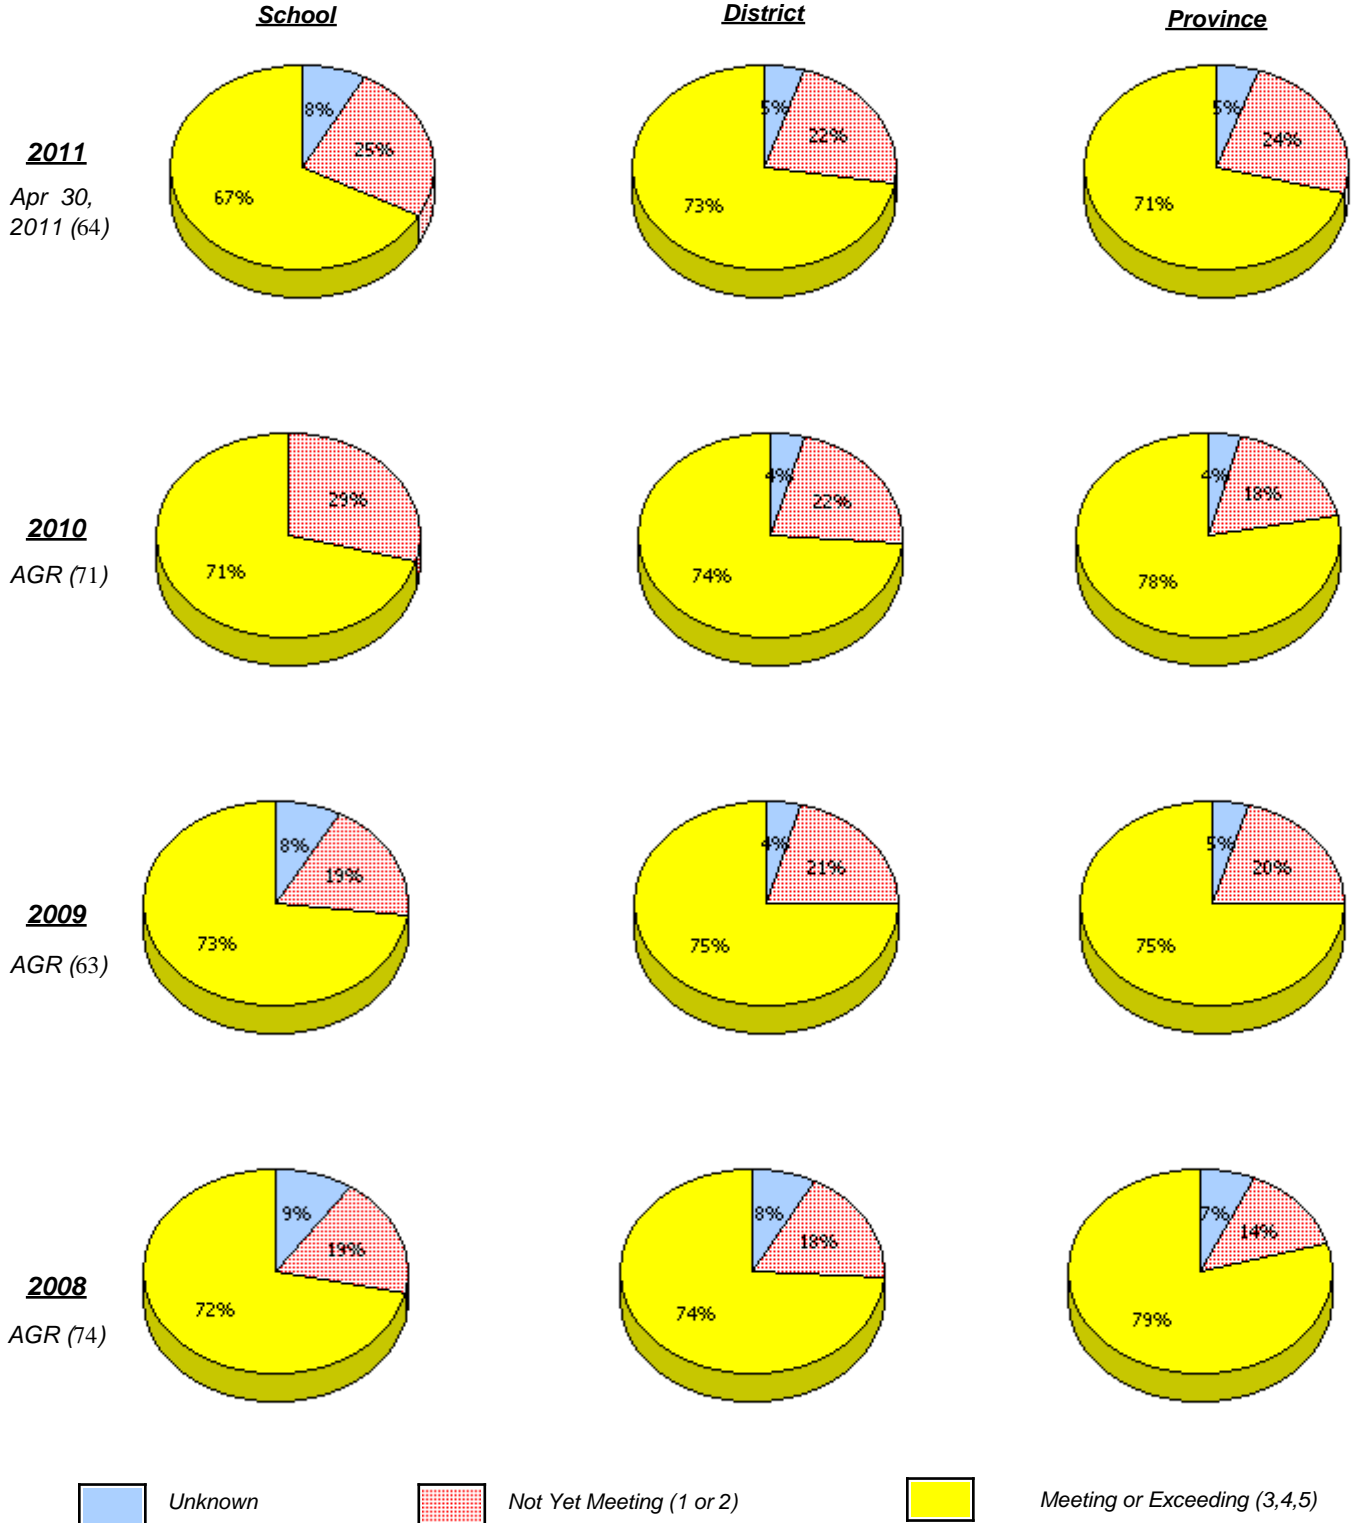 School District Province
8% 25% 67% 5% 22% 73% 5% 24% 71%
2011
Apr 30,
2011 (64)
29% 71% 4% 22% 74% 4% 18% 78%
2010
AGR (71)
8% 19% 73% 4% 21% 75% 5% 20% 75%
2009
AGR (63)
9% 19% 72% 8% 18% 74% 7% 14% 79%
2008
AGR (74)
Unknown Not Yet Meeting (1 or 2) Meeting or Exceeding (3,4,5)